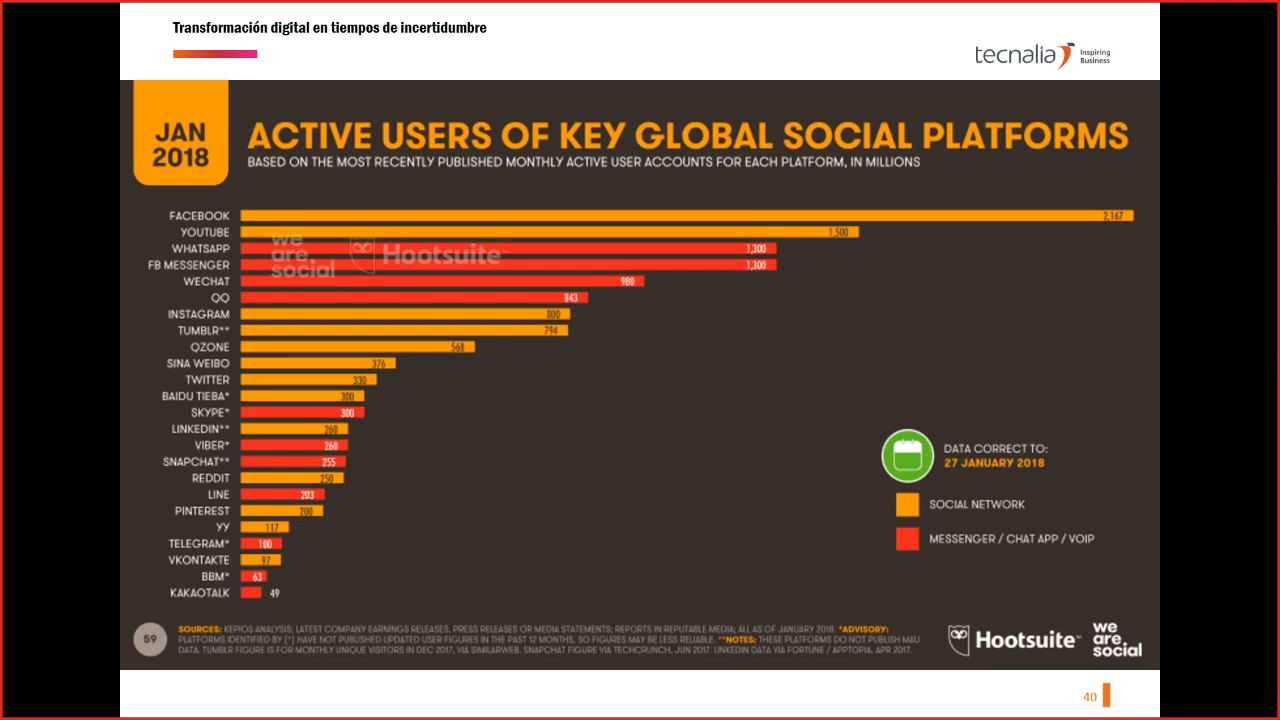 Transformación digital en tiempos de incertidumbre
tecnalia Inspiring Business
JAN 2018
ACTIVE USERS OF KEY GLOBAL SOCIAL PLATFORMS
BASED ON THE MOST RECENTLY PUBLISHED MONTHLY ACTIVE USER ACCOUNTS FOR EACH PLATFORM, IN MILLIONS
FACEBOOK 2,167
YOUTUBE 1,500
WHATSAPP 1,300
FB MESSENGER 1,300
we are. social Hootsuite™
WECHAT 980
QQ 843
INSTAGRAM 800
TUMBLR** 794
QZONE 568
SINA WEIBO 376
TWITTER 330
BAIDU TIEBA* 300
SKYPE* 300
LINKEDIN** 260
VIBER* 260
SNAPCHAT** 255
REDDIT 250
LINE 203
PINTEREST 200
YY 117
TELEGRAM* 100
VKONTAKTE 97
BBM* 63
KAKAOTALK 49
DATA CORRECT TO:
27 JANUARY 2018
SOCIAL NETWORK
MESSENGER / CHAT APP / VOIP
59
SOURCES: KEPIOS ANALYSIS; LATEST COMPANY EARNINGS RELEASES, PRESS RELEASES OR MEDIA STATEMENTS; REPORTS IN REPUTABLE MEDIA; ALL AS OF JANUARY 2018. *ADVISORY:
PLATFORMS IDENTIFIED BY (*) HAVE NOT PUBLISHED UPDATED USER FIGURES IN THE PAST 12 MONTHS, SO FIGURES MAY BE LESS RELIABLE. **NOTES: THESE PLATFORMS DO NOT PUBLISH MAU
DATA. TUMBLR FIGURE IS FOR MONTHLY UNIQUE VISITORS IN DEC 2017, VIA SIMILARWEB. SNAPCHAT FIGURE VIA TECHCRUNCH, JUN 2017. LINKEDIN DATA VIA FORTUNE / APPTOPIA, APR 2017.
Hootsuite™
we are. social
40